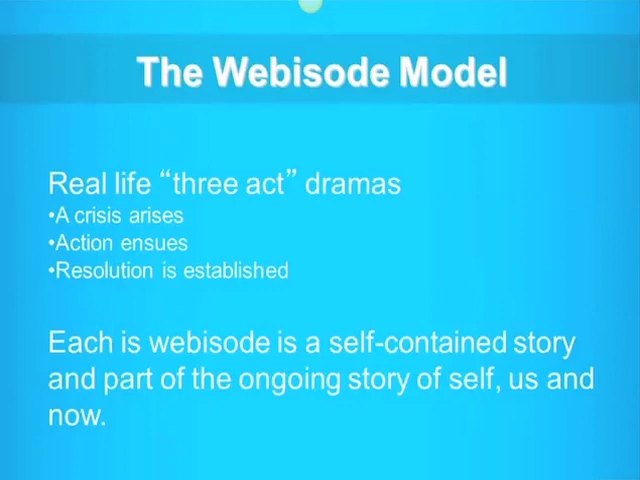 The Webisode Model
Real life “three act” dramas
•A crisis arises
•Action ensues
•Resolution is established
Each is webisode is a self-contained story
and part of the ongoing story of self, us and
now.